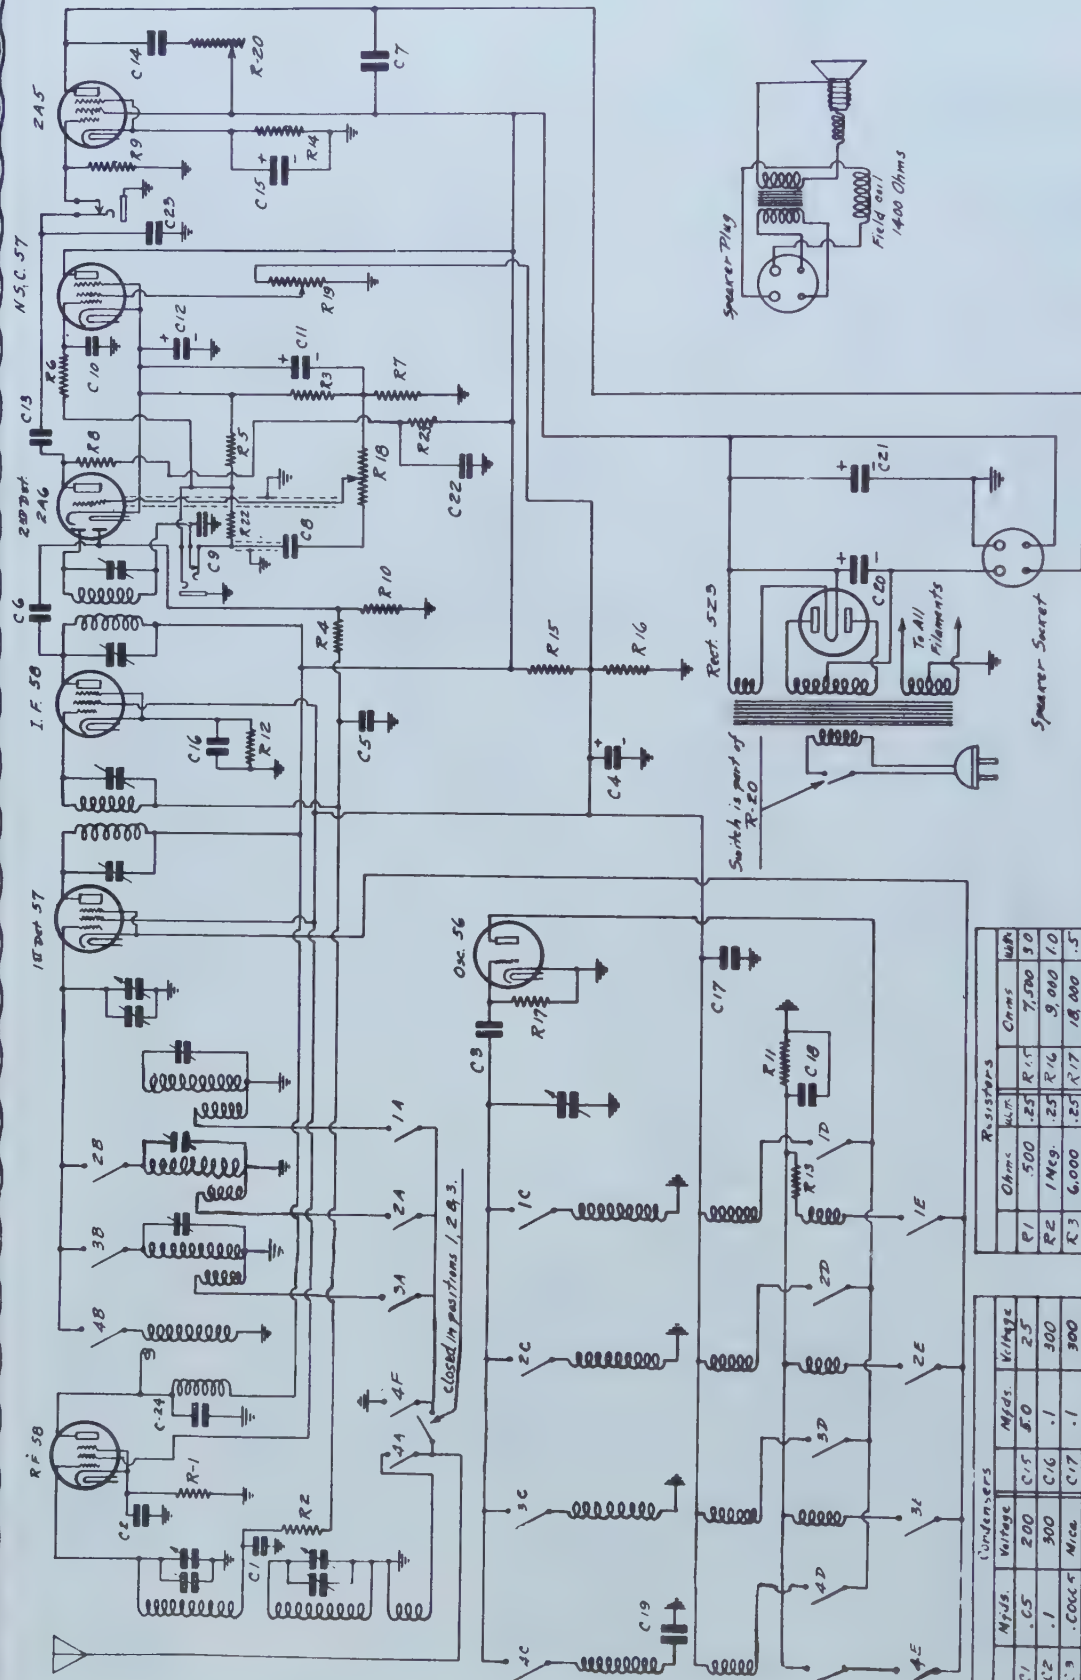 RF 58
1st Det 57
I.F. 58
2nd Det.
2A6
N.S.C. 57
2A5
C2
R-1
C-24
C1
R2
4B
3B
2B
4A
4F
3A
2A
1A
Closed in positions 1, 2 & 3.
C16
R12
C5
R4
R10
C6
C13
R8
R6
C10
C9
R22
R5
C8
R18
C12
C11
R3
R7
R23
C22
R19
C23
R9
C14
R-20
C7
C15
R14
R15
R16
C4
Osc. 56
C3
R17
C17
R11
C18
R13
4C
3C
2C
1C
C19
4D
3D
2D
1D
4E
3E
2E
1E
Switch is part of
R-20
Rect. 523
To All
Filaments
C20
C21
Speaker Socket
Speaker Plug
Field coil
1400 Ohms
Condensers
Mfds. Voltage Mfds. Voltage
C1 .05 200 C15 5.0 25
C2 .1 300 C16 .1 300
Mica C17 .1 300
Resistors
Ohms Watts Ohms Watts
R1 500 .25 R15 7,500 3.0
R2 1 Meg. .25 R16 9,000 1.0
R3 6,000 .25 R17 18,000 .5